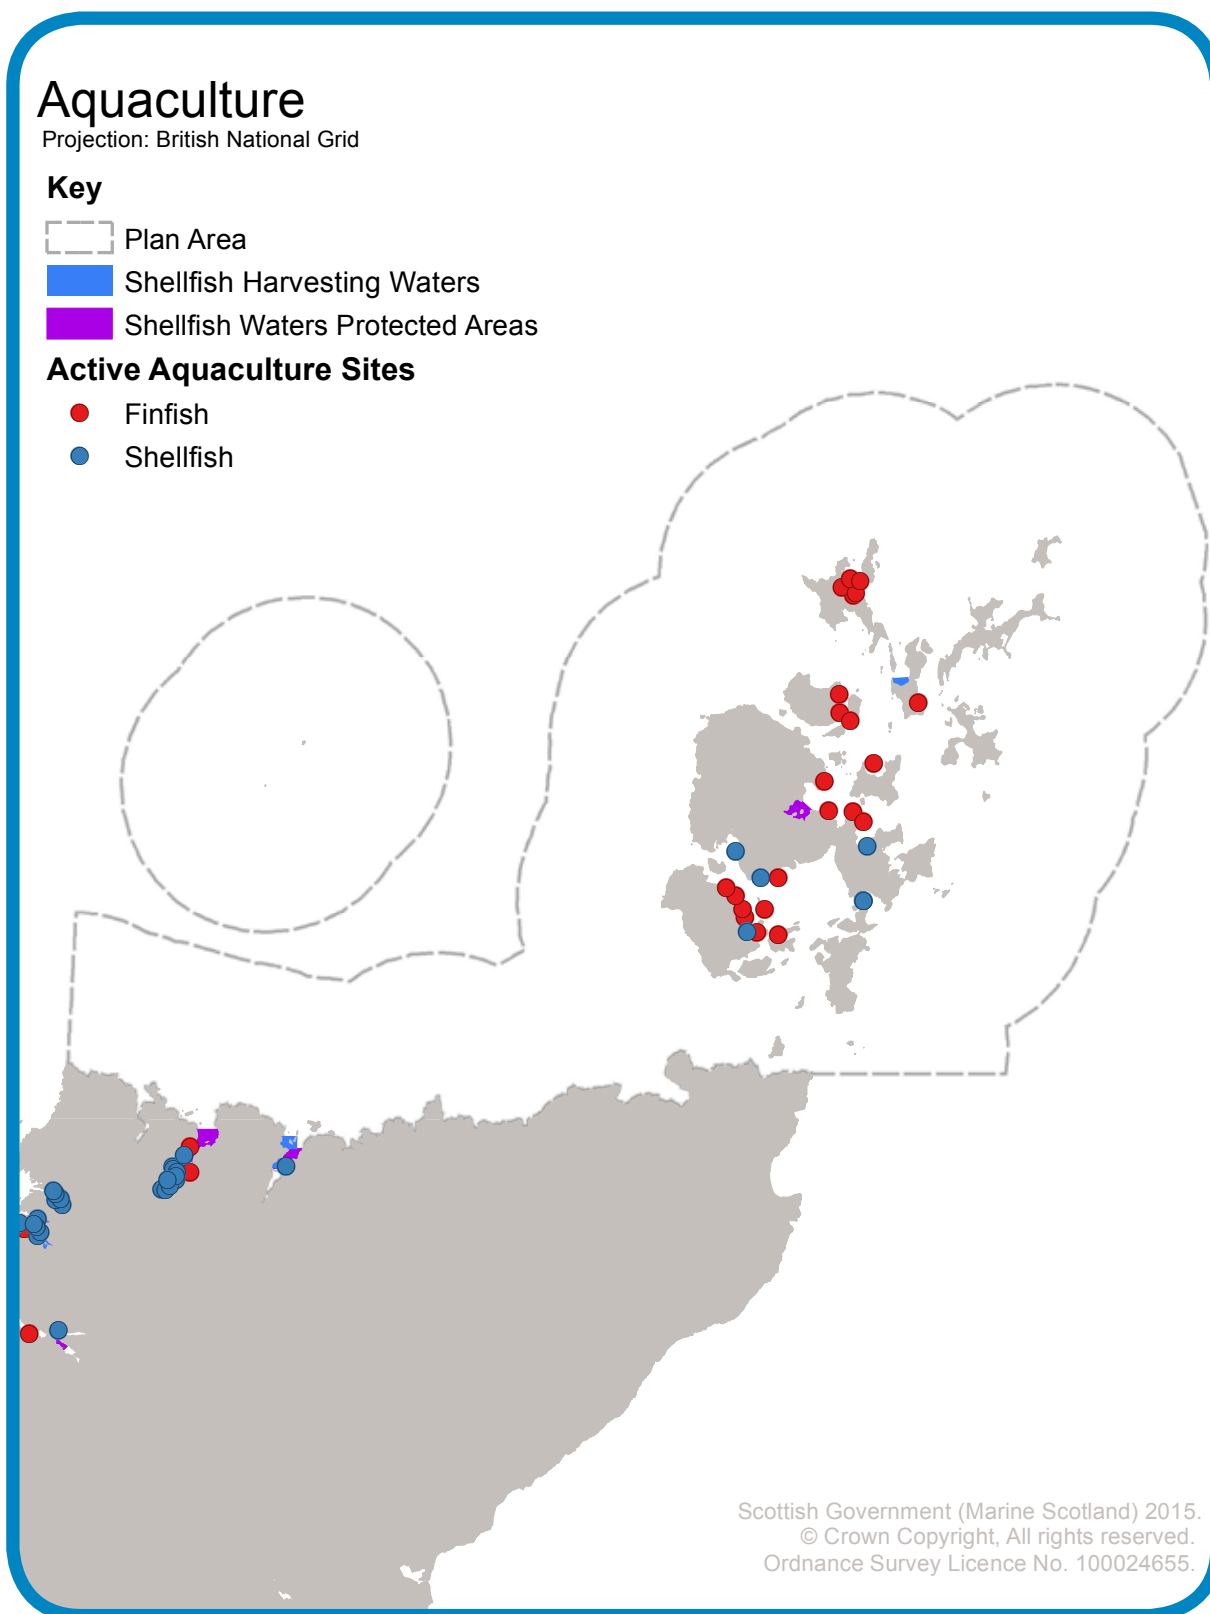 Aquaculture
Projection: British National Grid
Key
Plan Area
Shellfish Harvesting Waters
Shellfish Waters Protected Areas
Active Aquaculture Sites
Finfish
Shellfish
Scottish Government (Marine Scotland) 2015.
© Crown Copyright, All rights reserved.
Ordnance Survey Licence No. 100024655.